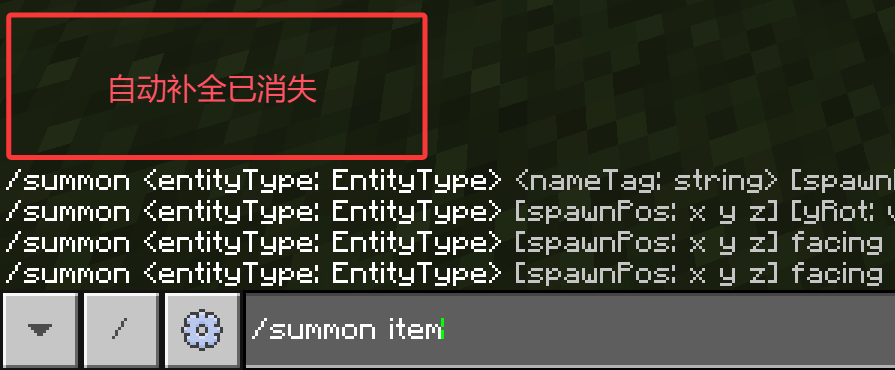 自动补全已消失
/summon <entityType: EntityType> <nameTag: string> [spawn
/summon <entityType: EntityType> [spawnPos: x y z] [yRot:
/summon <entityType: EntityType> [spawnPos: x y z] facing
/summon <entityType: EntityType> [spawnPos: x y z] facing
/
/summon item